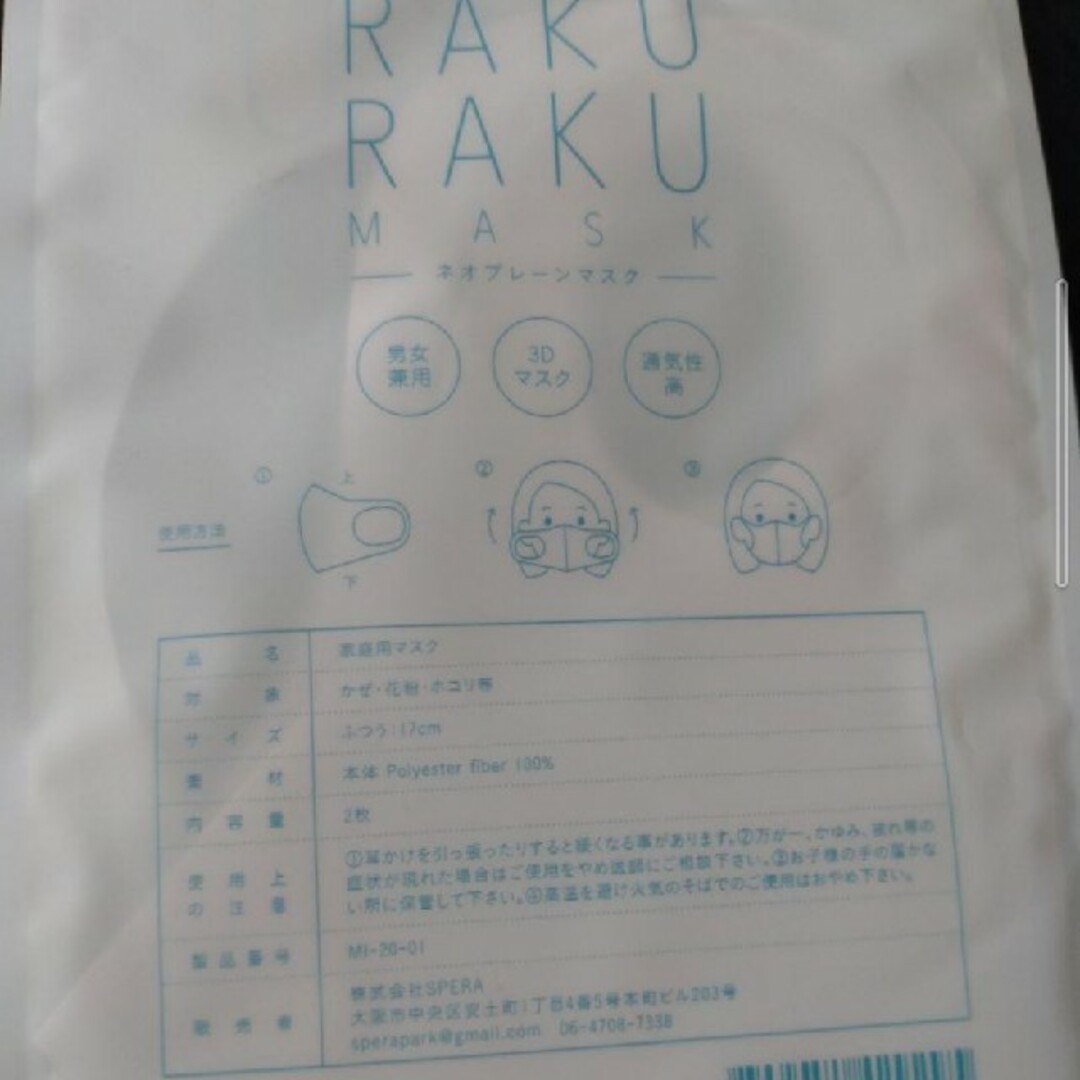 RAKU
RAKU
MASK
ネオプレーンマスク
男女
兼用
3D
マスク
通気性
高
① 上
②
③
使用方法
下
品名 家庭用マスク
対象 かぜ・花粉・ホコリ等
サイズ ふつう:17cm
素材 本体 Polyester fiber 100%
内容量 2枚
使用上
の注意
①耳かけを引っ張ったりすると緩くなる事があります。②万が一、かゆみ、疲れ等の
症状が現れた場合はご使用をやめ医師にご相談下さい。③お子様の手の届かな
い所に保管して下さい。④高温を避け火気のそばでのご使用はおやめ下さい。
製品番号 MI-20-01
販売者
株式会社SPERA
大阪市中央区安土町1丁目4番5号本町ビル203号
sperapark@gmail.com 06-4708-7338